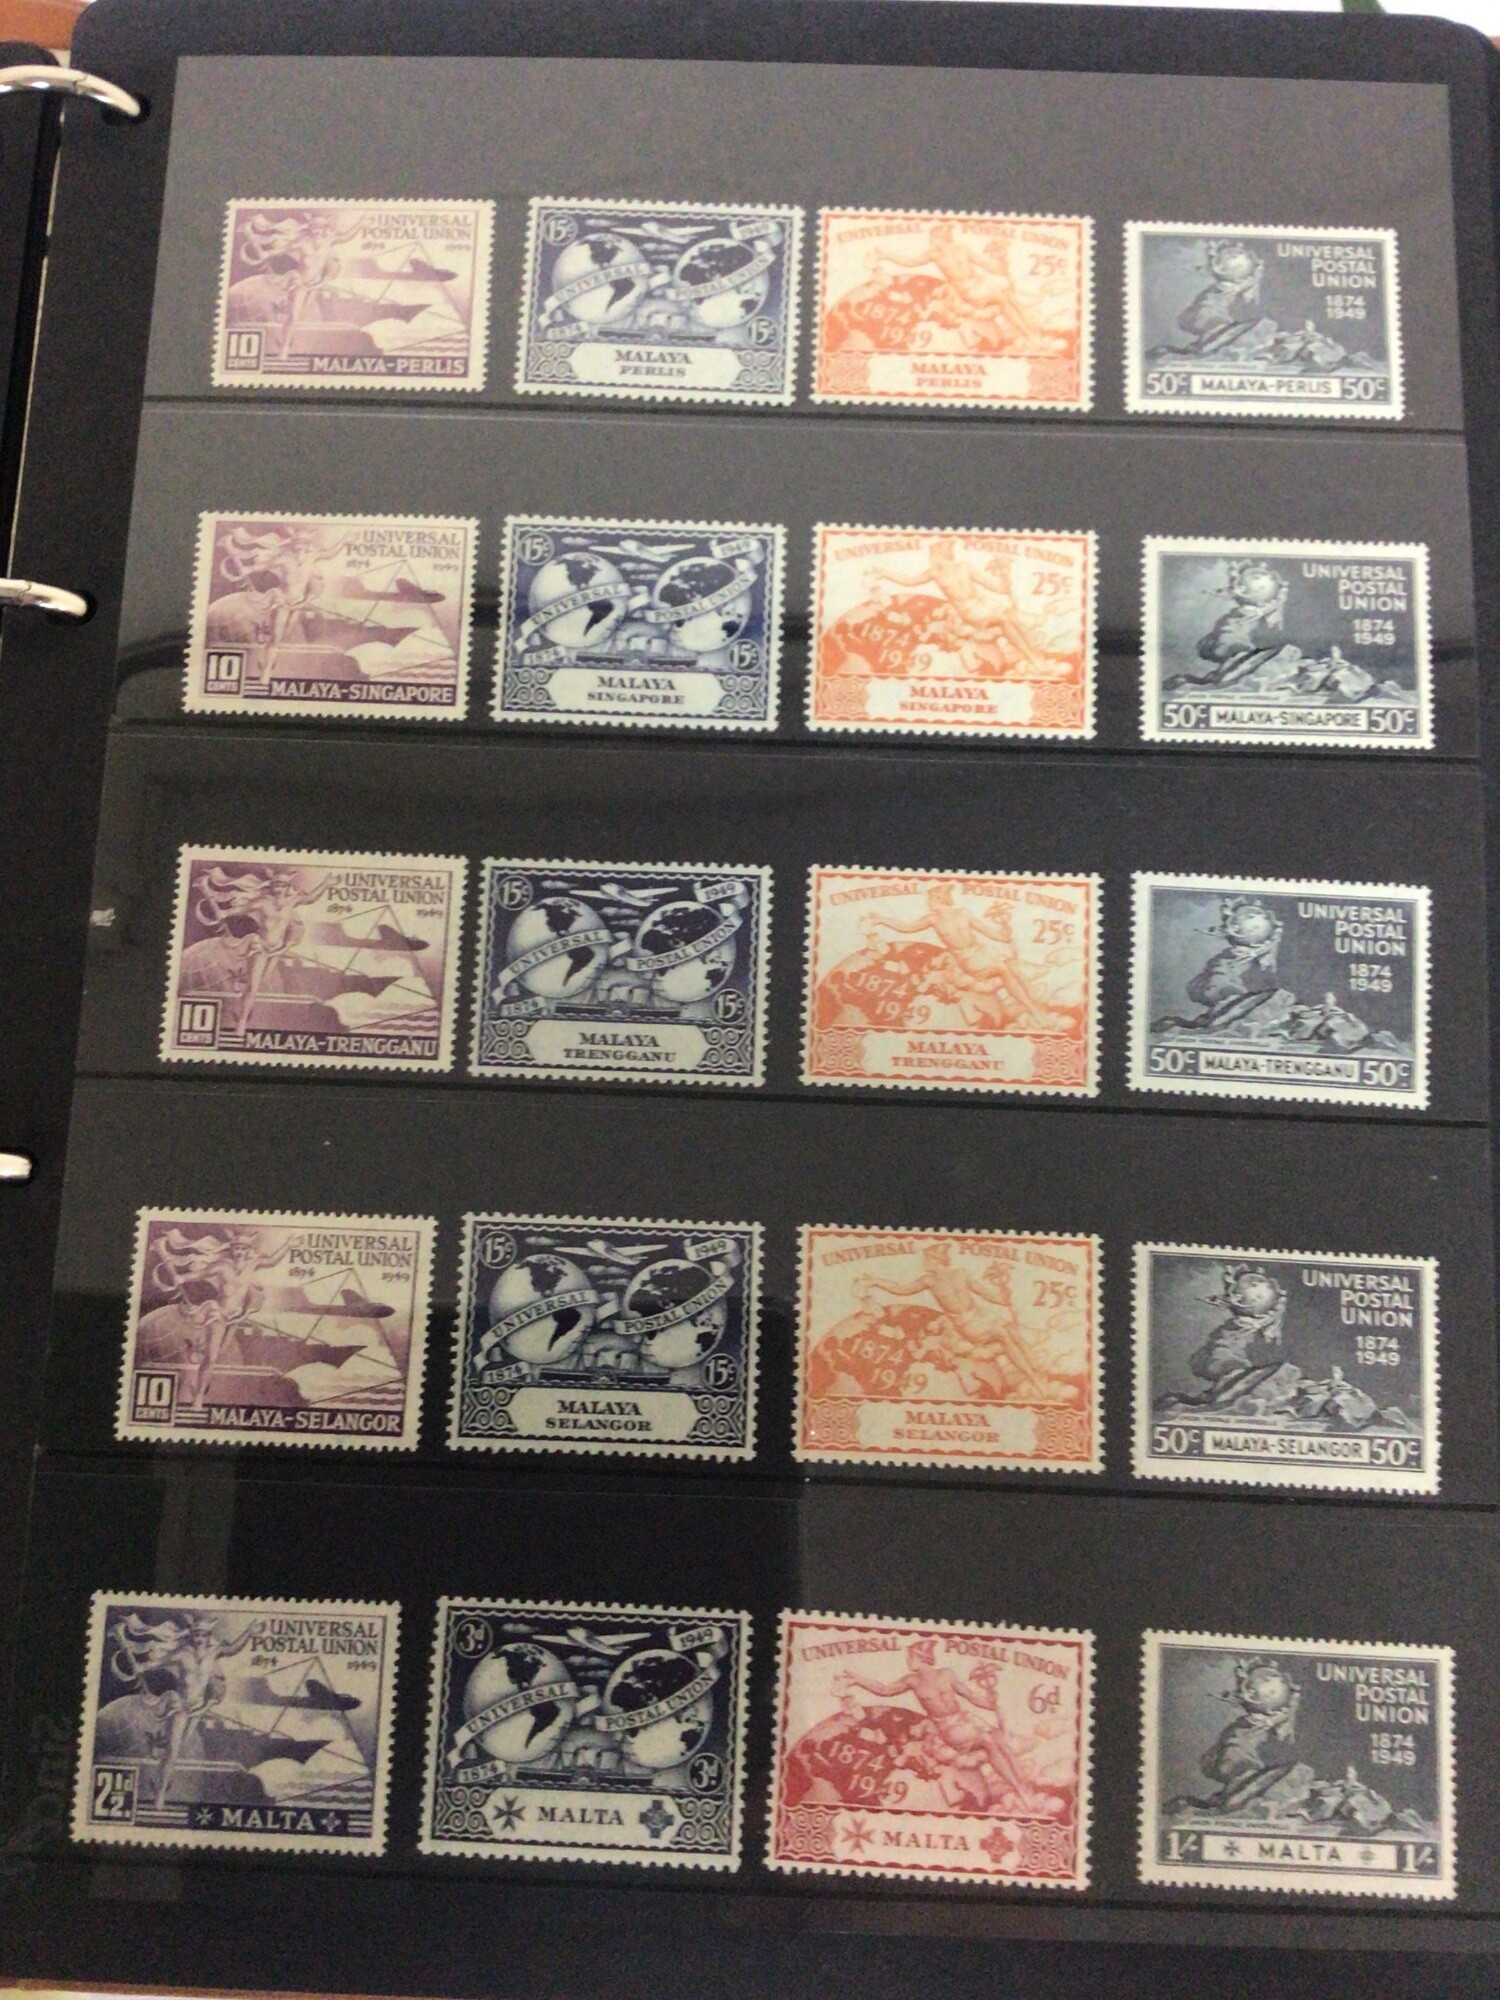 UNIVERSAL
POSTAL UNION
1874 1949
10
CENTS
MALAYA-PERLIS
15c 1949
UNIVERSAL POSTAL UNION
1874 15c
MALAYA
PERLIS
UNIVERSAL POSTAL UNION
25c
1874
1949
MALAYA
PERLIS
UNIVERSAL
POSTAL
UNION
1874
1949
50c MALAYA-PERLIS 50c
UNIVERSAL
POSTAL UNION
1874 1949
10
CENTS
MALAYA-SINGAPORE
15c 1949
UNIVERSAL POSTAL UNION
1874 15c
MALAYA
SINGAPORE
UNIVERSAL POSTAL UNION
25c
1874
1949
MALAYA
SINGAPORE
UNIVERSAL
POSTAL
UNION
1874
1949
50c MALAYA-SINGAPORE 50c
UNIVERSAL
POSTAL UNION
1874 1949
10
CENTS
MALAYA-TRENGGANU
15c 1949
UNIVERSAL POSTAL UNION
1874 15c
MALAYA
TRENGGANU
UNIVERSAL POSTAL UNION
25c
1874
1949
MALAYA
TRENGGANU
UNIVERSAL
POSTAL
UNION
1874
1949
50c MALAYA-TRENGGANU 50c
UNIVERSAL
POSTAL UNION
1874 1949
10
CENTS
MALAYA-SELANGOR
15c 1949
UNIVERSAL POSTAL UNION
1874 15c
MALAYA
SELANGOR
UNIVERSAL POSTAL UNION
25c
1874
1949
MALAYA
SELANGOR
UNIVERSAL
POSTAL
UNION
1874
1949
50c MALAYA-SELANGOR 50c
UNIVERSAL
POSTAL UNION
1874 1949
2½d.
MALTA
3d 1949
UNIVERSAL POSTAL UNION
1874 3d
MALTA
UNIVERSAL POSTAL UNION
6d
1874
1949
MALTA
UNIVERSAL
POSTAL
UNION
1874
1949
1/- MALTA 1/-